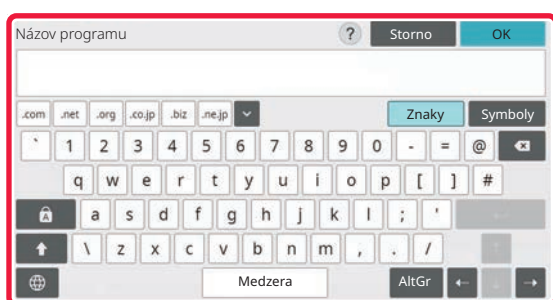 Názov programu ? Storno OK
.com .net .org .co.jp .biz .ne.jp Znaky Symboly
` 1 2 3 4 5 6 7 8 9 0 - = @
q w e r t y u i o p [ ] #
A a s d f g h j k l ; '
\ z x c v b n m , . /
Medzera AltGr